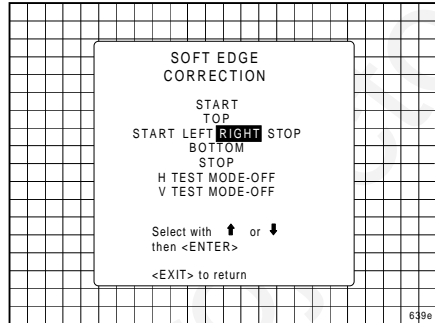 SOFT EDGE
CORRECTION
START
TOP
START LEFT RIGHT STOP
BOTTOM
STOP
H TEST MODE-OFF
V TEST MODE-OFF
Select with ⬆ or ⬇
then <ENTER>
<EXIT> to return
639e